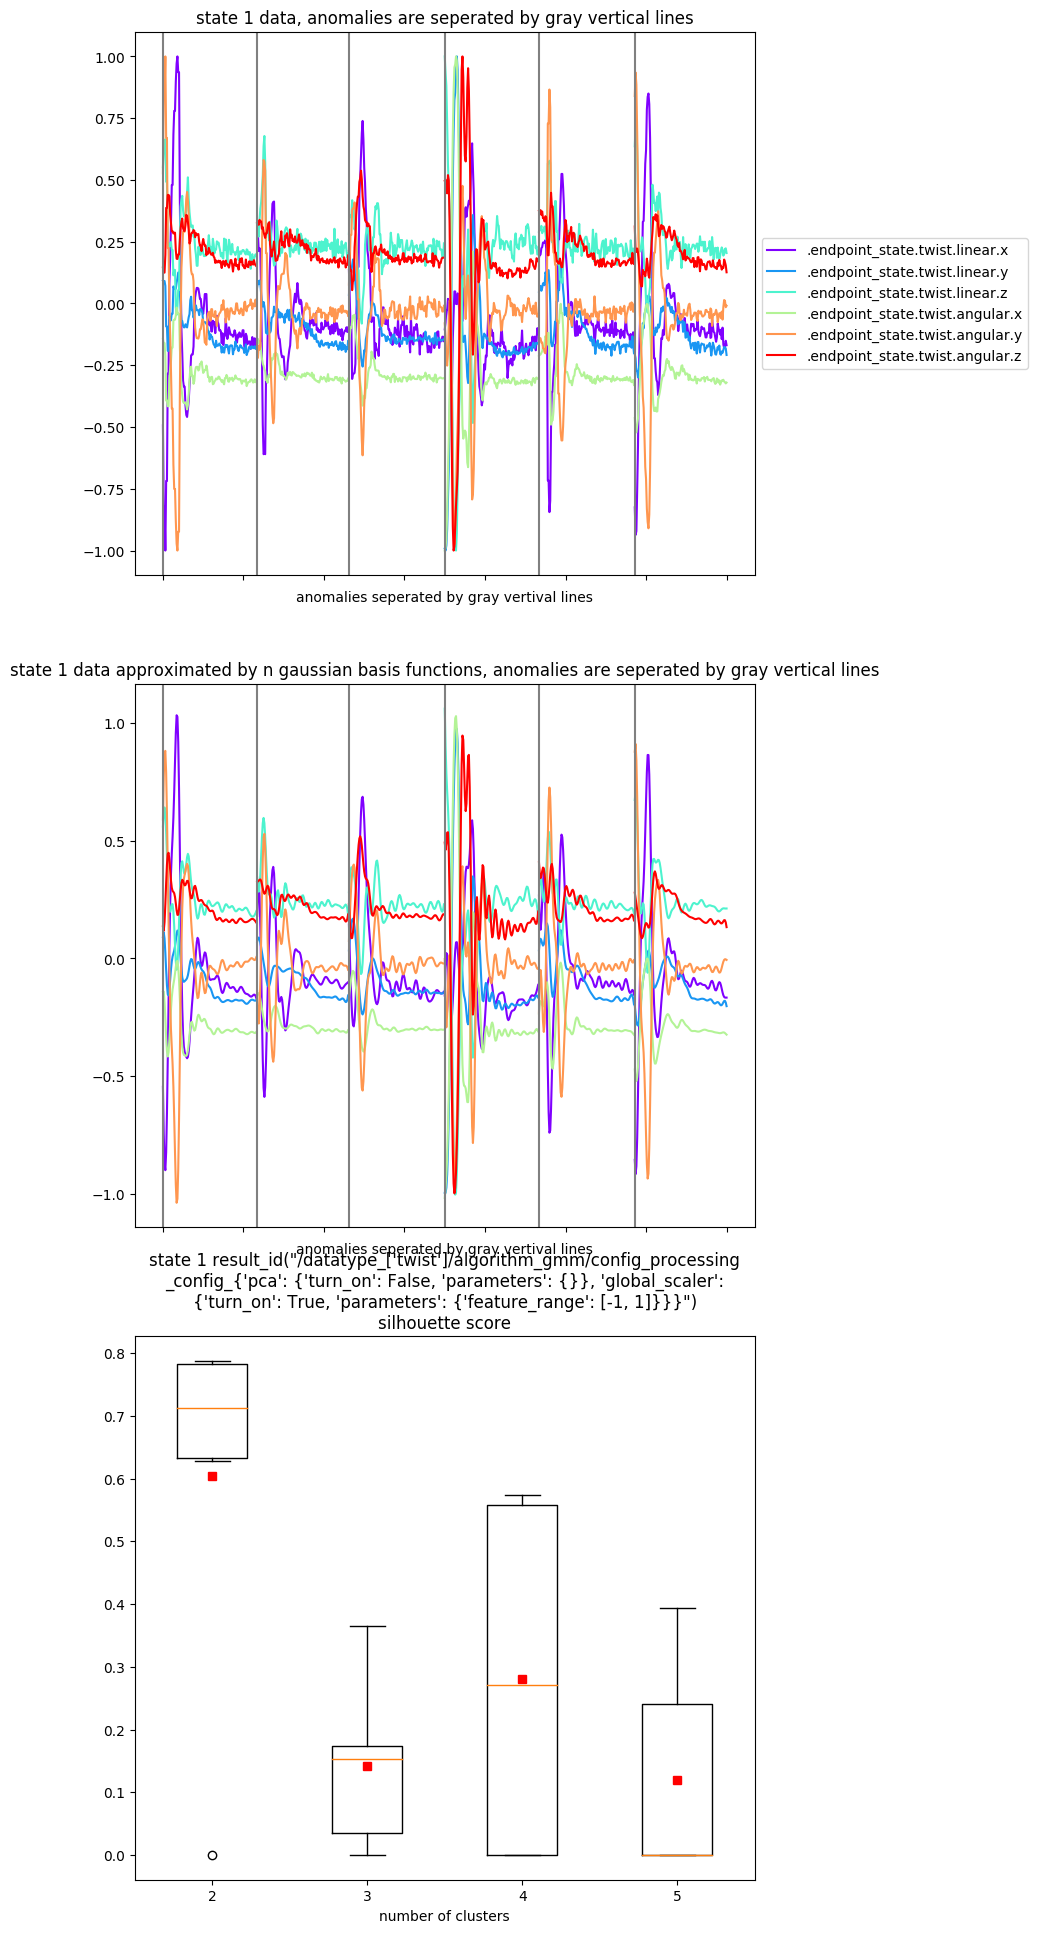 state 1 data, anomalies are seperated by gray vertical lines
1.00
0.75
0.50
0.25
0.00
−0.25
−0.50
−0.75
−1.00
.endpoint_state.twist.linear.x
.endpoint_state.twist.linear.y
.endpoint_state.twist.linear.z
.endpoint_state.twist.angular.x
.endpoint_state.twist.angular.y
.endpoint_state.twist.angular.z
anomalies seperated by gray vertival lines
state 1 data approximated by n gaussian basis functions, anomalies are seperated by gray vertical lines
1.0
0.5
0.0
−0.5
−1.0
anomalies seperated by gray vertival lines
state 1 result_id("/datatype_['twist']/algorithm_gmm/config_processing
_config_{'pca': {'turn_on': False, 'parameters': {}}, 'global_scaler':
{'turn_on': True, 'parameters': {'feature_range': [-1, 1]}}}")
silhouette score
0.8
0.7
0.6
0.5
0.4
0.3
0.2
0.1
0.0
2 3 4 5
number of clusters